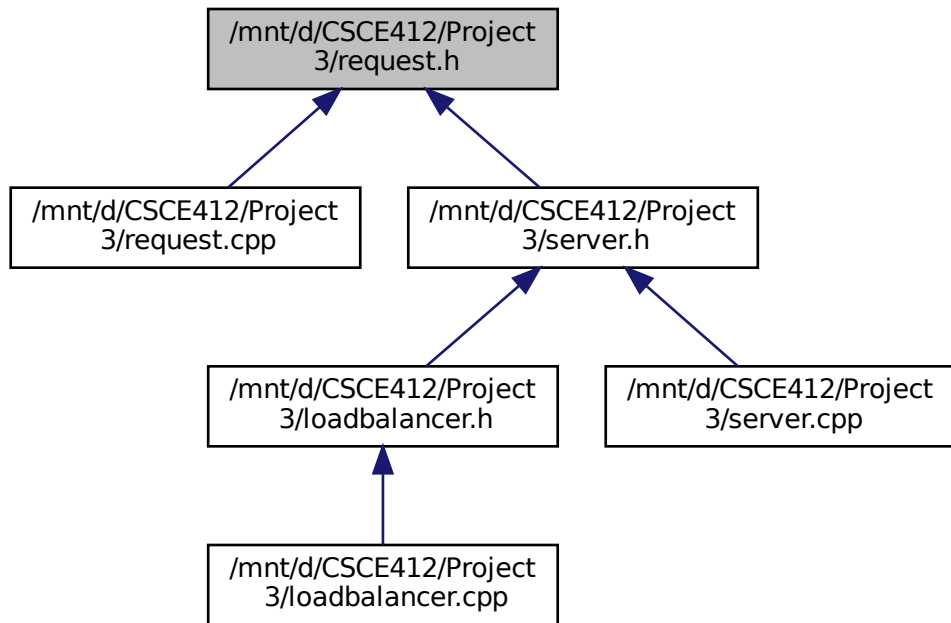 /mnt/d/CSCE412/Project
3/request.h
/mnt/d/CSCE412/Project
3/request.cpp
/mnt/d/CSCE412/Project
3/server.h
/mnt/d/CSCE412/Project
3/loadbalancer.h
/mnt/d/CSCE412/Project
3/server.cpp
/mnt/d/CSCE412/Project
3/loadbalancer.cpp